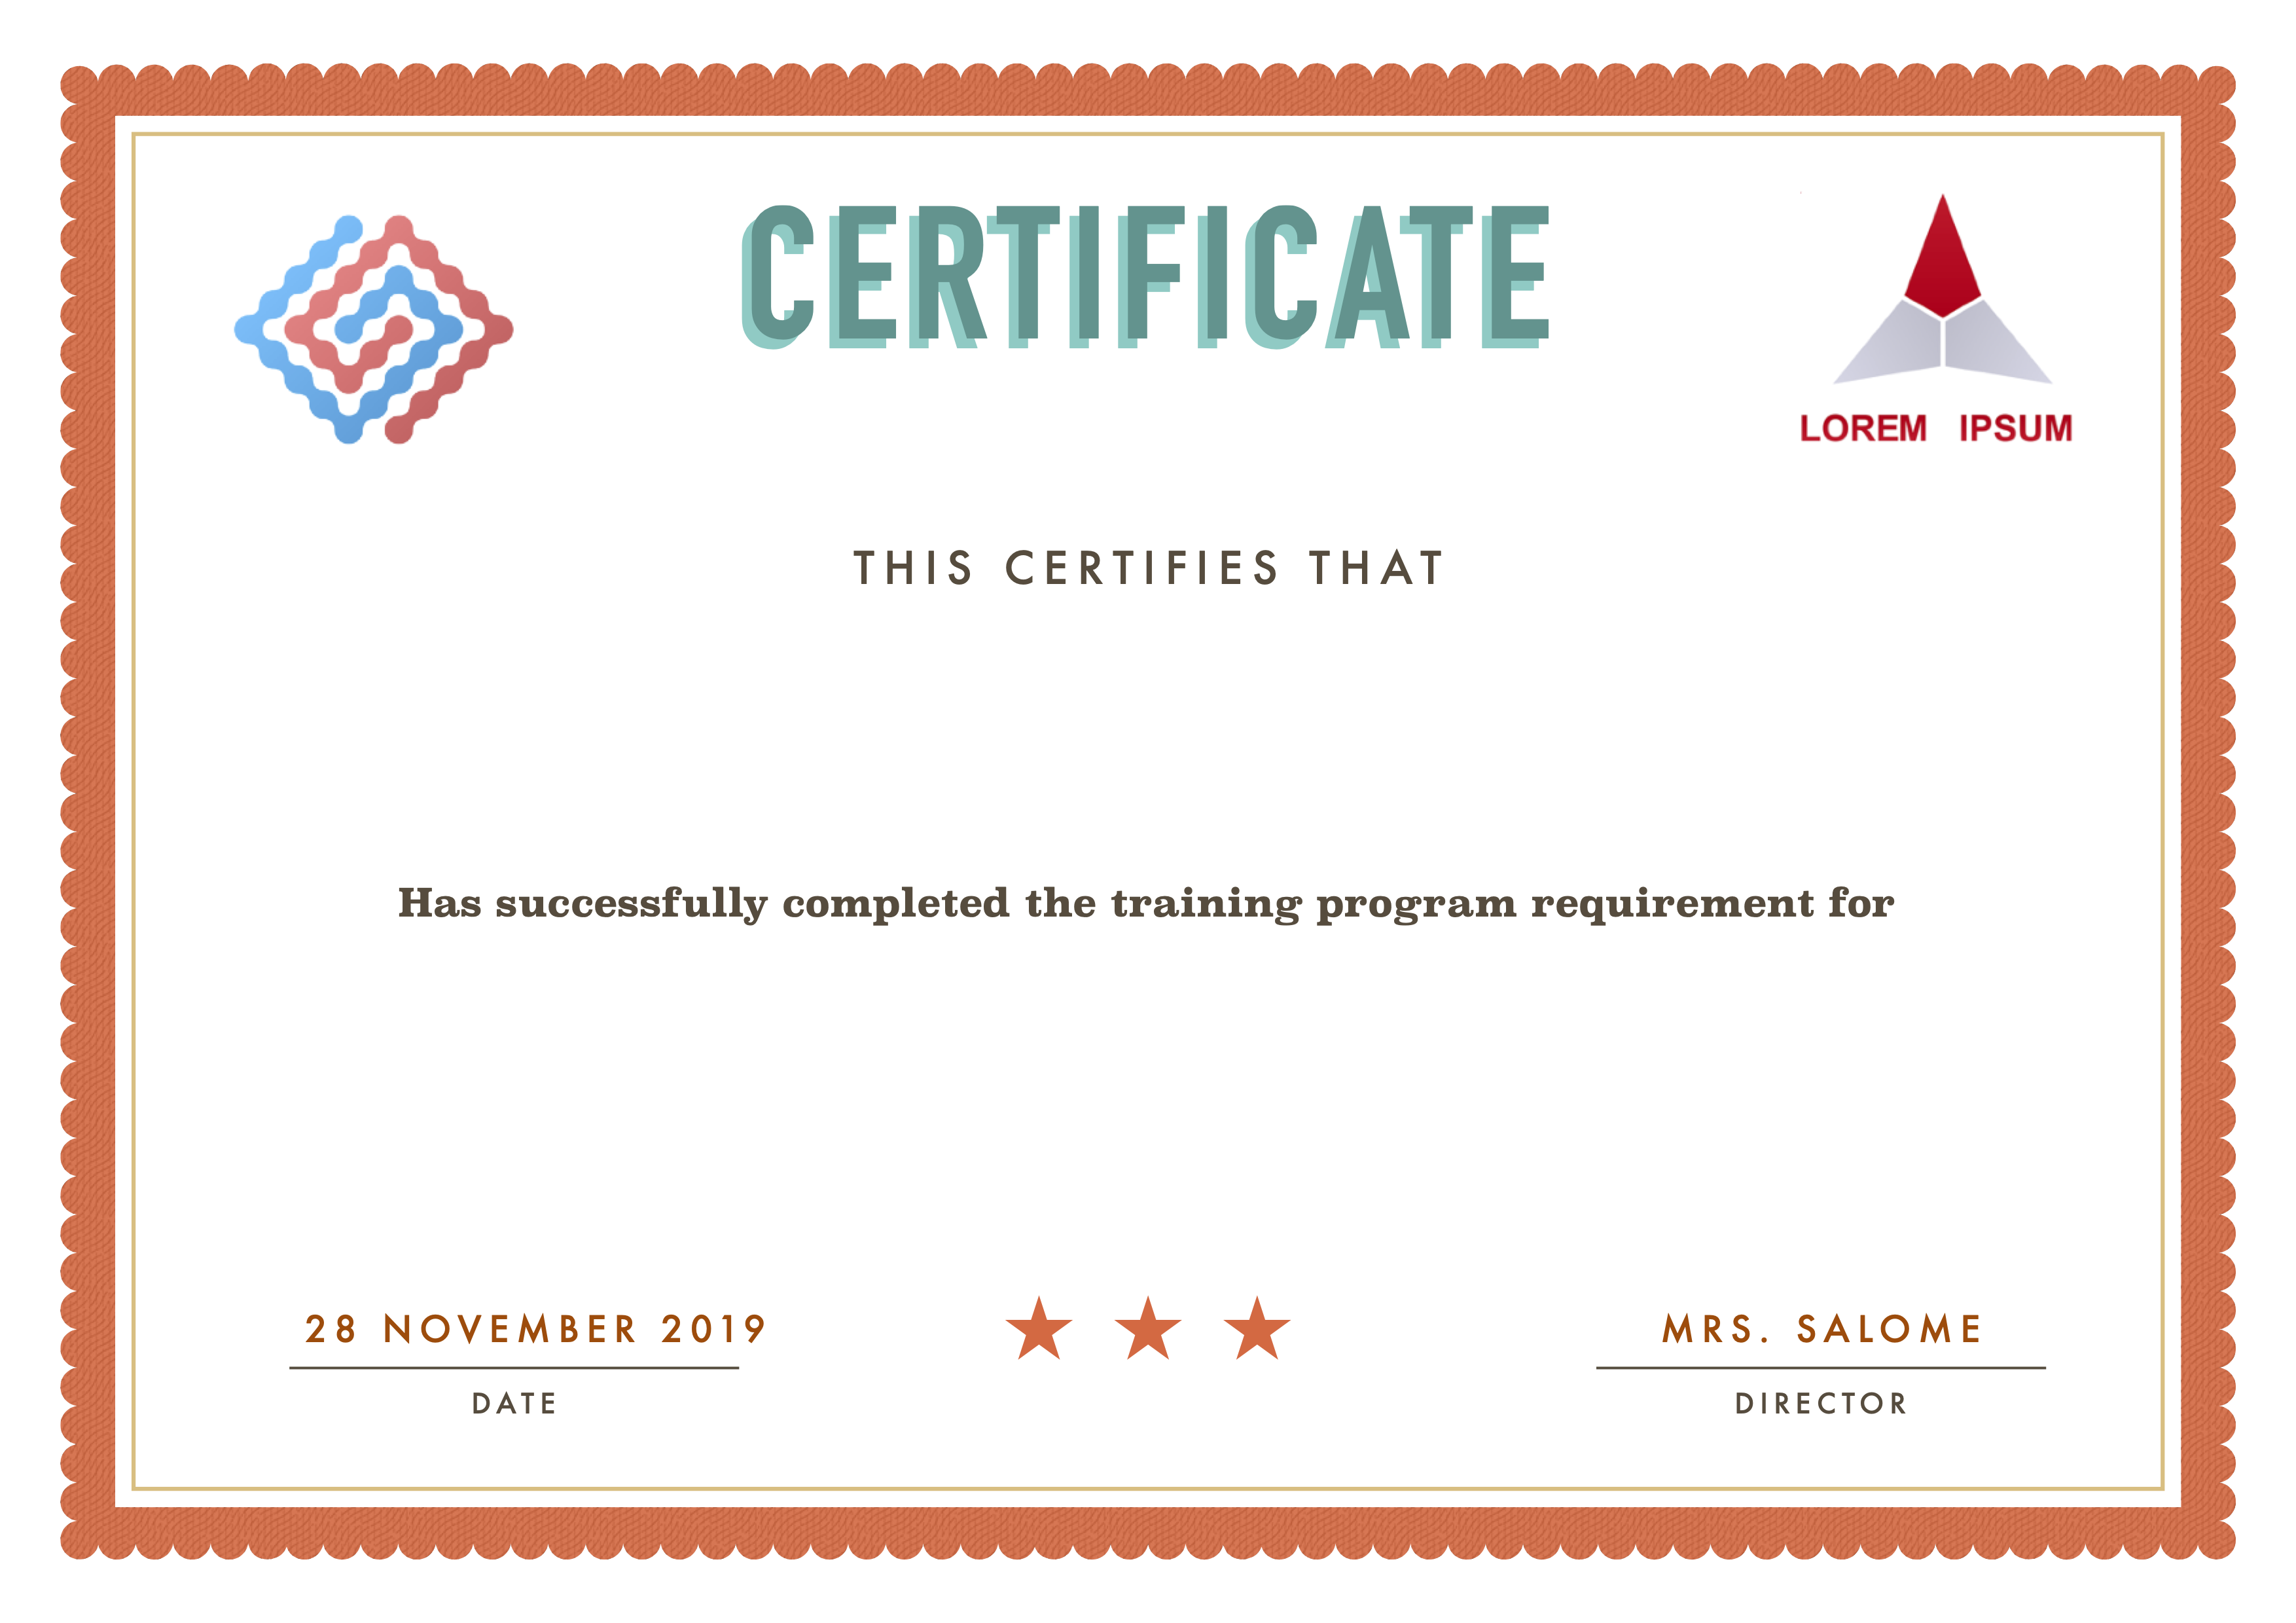 CERTIFICATE
LOREM IPSUM
THIS CERTIFIES THAT
Has successfully completed the training program requirement for
28 NOVEMBER 2019
MRS. SALOME
DATE
DIRECTOR